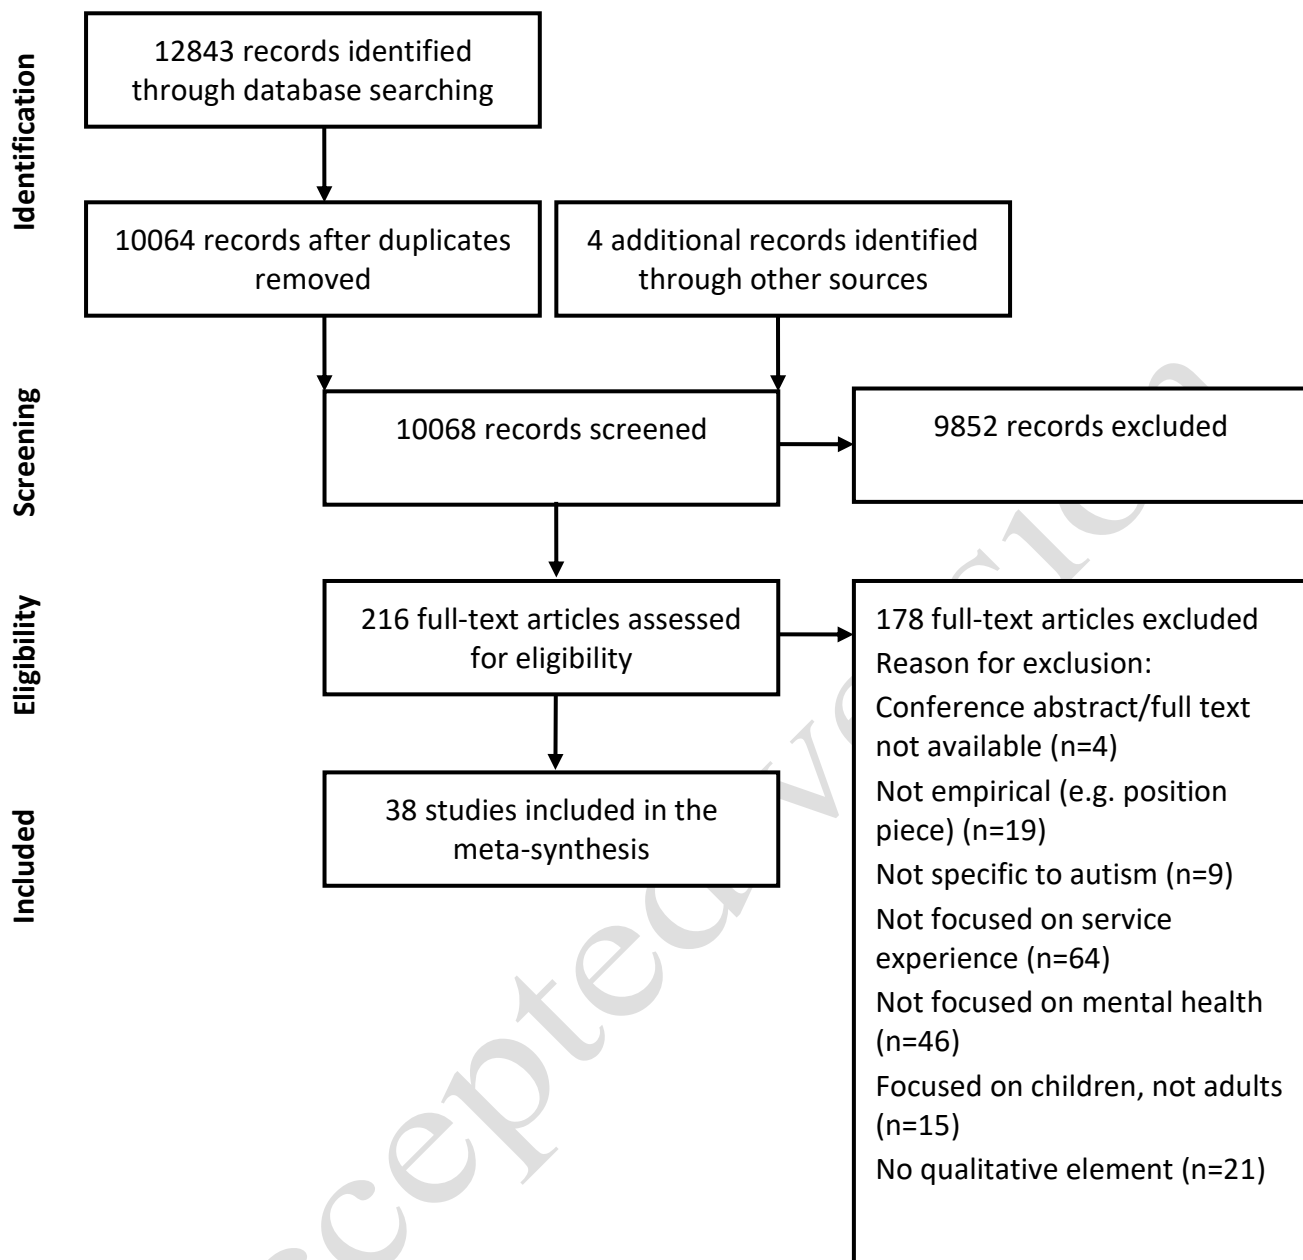 Identification
12843 records identified
through database searching
10064 records after duplicates
removed
4 additional records identified
through other sources
Screening
10068 records screened
9852 records excluded
Eligibility
216 full-text articles assessed
for eligibility
178 full-text articles excluded
Reason for exclusion:
Conference abstract/full text
not available (n=4)
Not empirical (e.g. position
piece) (n=19)
Not specific to autism (n=9)
Not focused on service
experience (n=64)
Not focused on mental health
(n=46)
Focused on children, not adults
(n=15)
No qualitative element (n=21)
Included
38 studies included in the
meta-synthesis